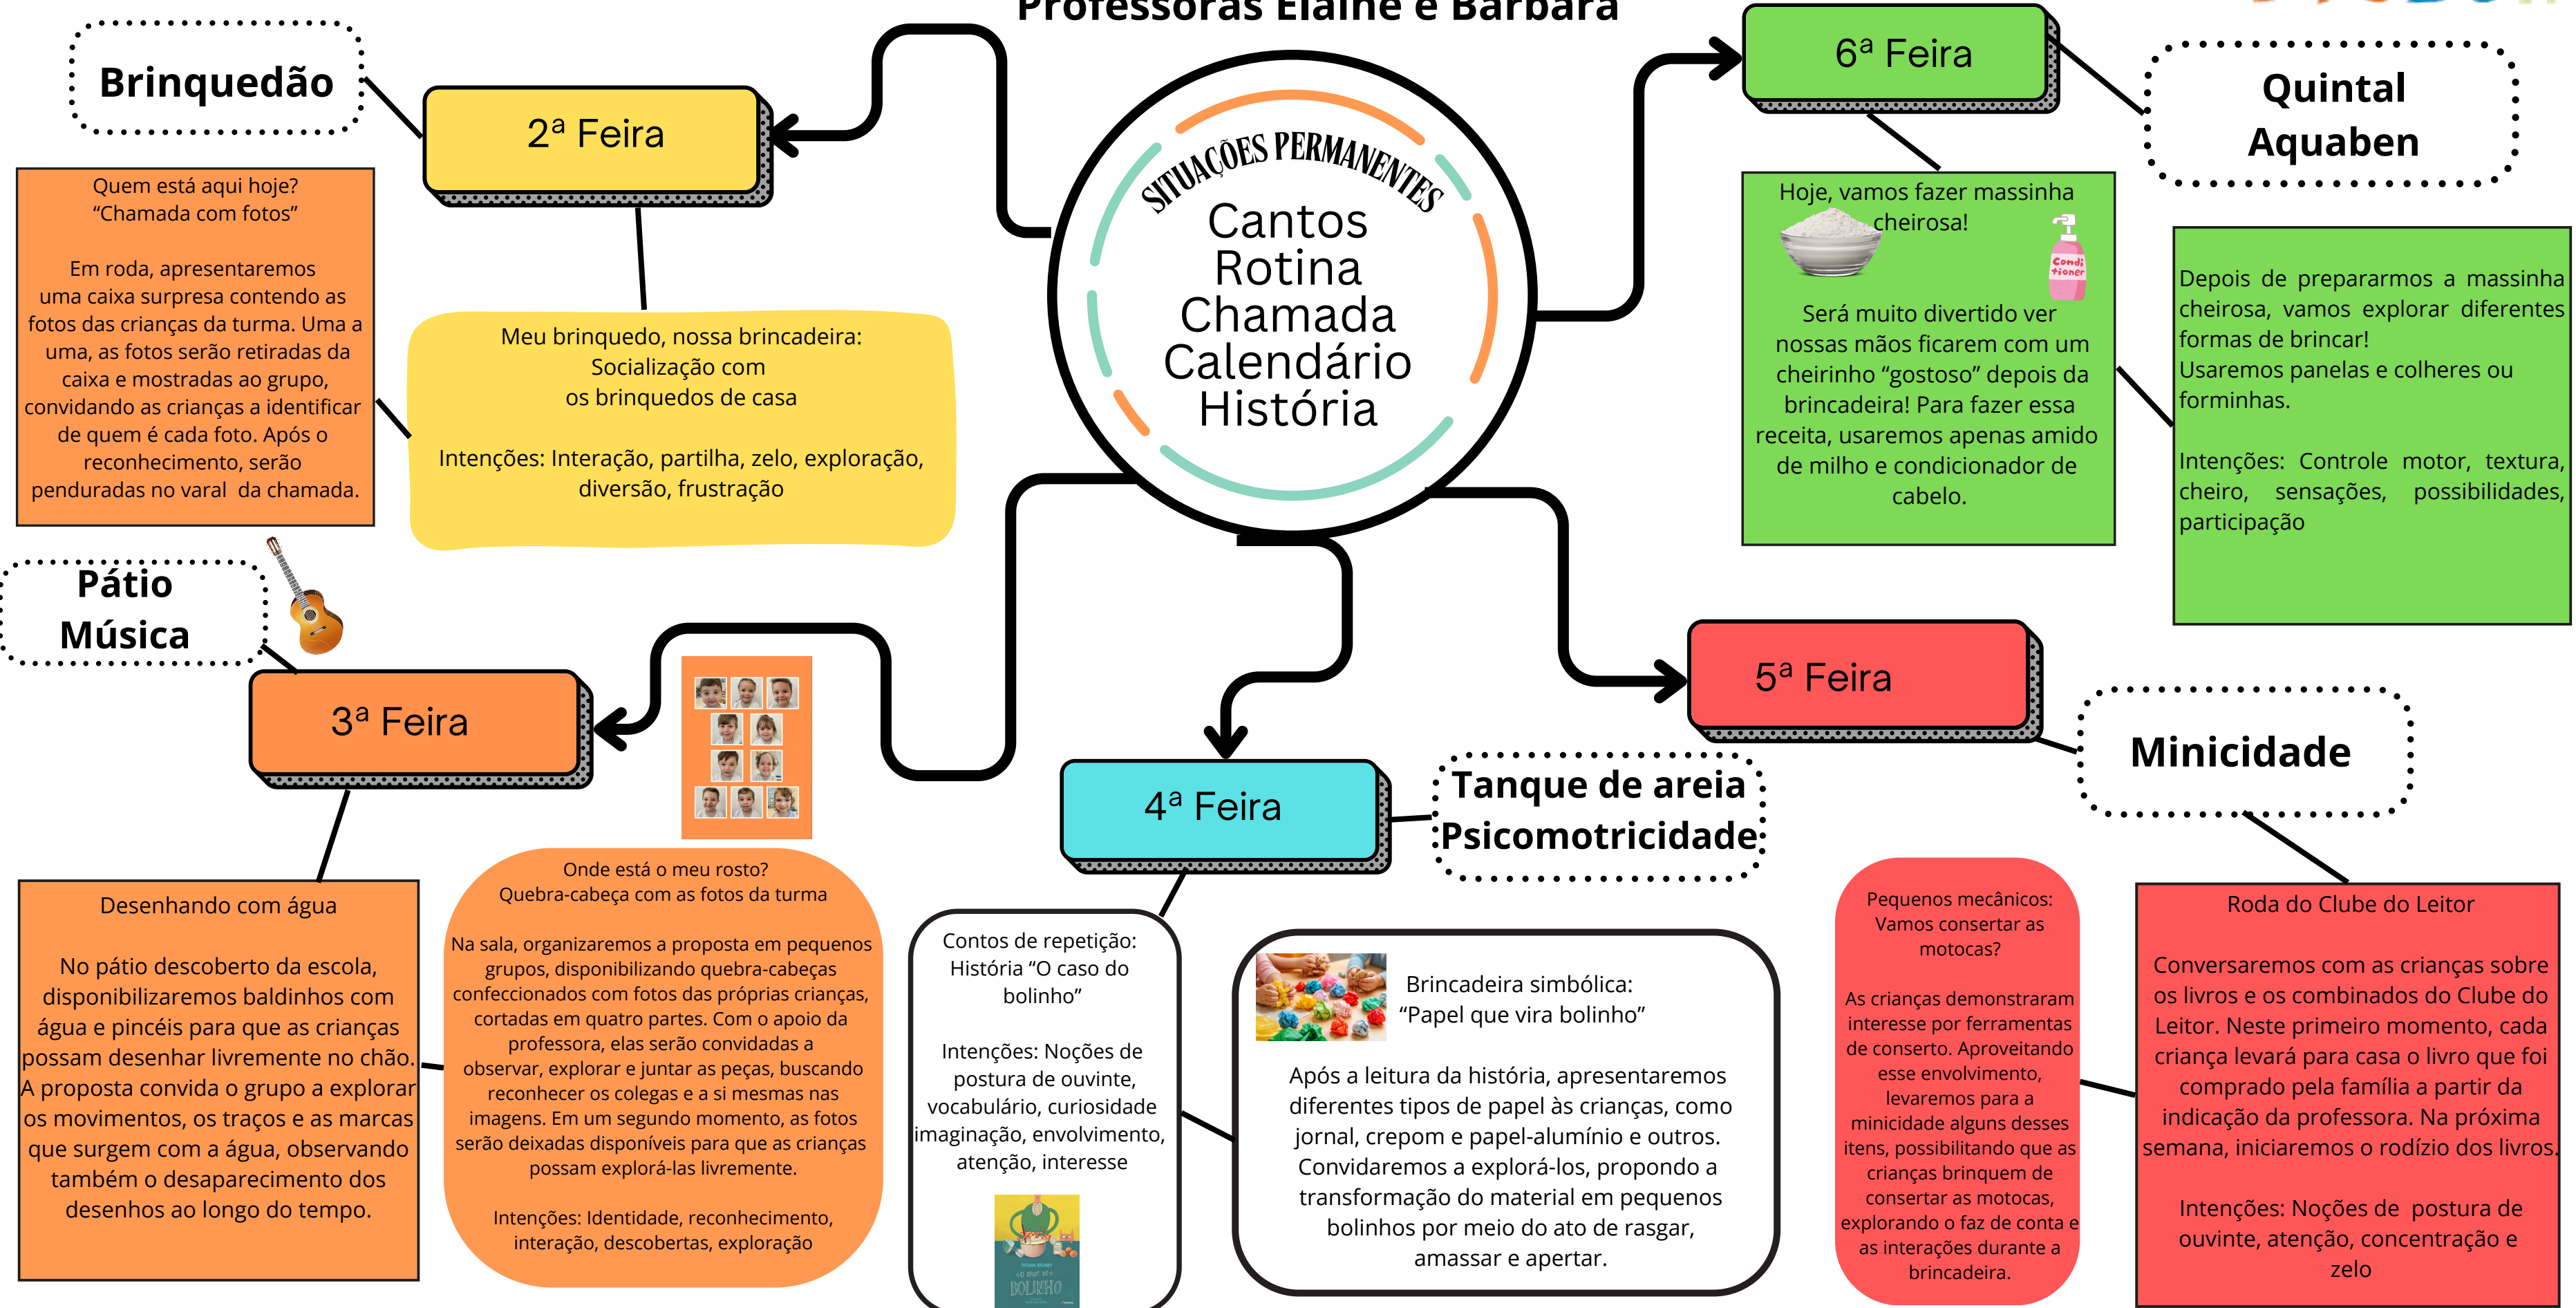 Professoras Elaine e Bárbara
SITUAÇÕES PERMANENTES
Cantos
Rotina
Chamada
Calendário
História
Brinquedão
2ª Feira
Quem está aqui hoje?
“Chamada com fotos”
Em roda, apresentaremos
uma caixa surpresa contendo as
fotos das crianças da turma. Uma a
uma, as fotos serão retiradas da
caixa e mostradas ao grupo,
convidando as crianças a identificar
de quem é cada foto. Após o
reconhecimento, serão
penduradas no varal da chamada.
Meu brinquedo, nossa brincadeira:
Socialização com
os brinquedos de casa
Intenções: Interação, partilha, zelo, exploração,
diversão, frustração
Pátio
Música
3ª Feira
Desenhando com água
No pátio descoberto da escola,
disponibilizaremos baldinhos com
água e pincéis para que as crianças
possam desenhar livremente no chão.
A proposta convida o grupo a explorar
os movimentos, os traços e as marcas
que surgem com a água, observando
também o desaparecimento dos
desenhos ao longo do tempo.
Onde está o meu rosto?
Quebra-cabeça com as fotos da turma
Na sala, organizaremos a proposta em pequenos
grupos, disponibilizando quebra-cabeças
confeccionados com fotos das próprias crianças,
cortadas em quatro partes. Com o apoio da
professora, elas serão convidadas a
observar, explorar e juntar as peças, buscando
reconhecer os colegas e a si mesmas nas
imagens. Em um segundo momento, as fotos
serão deixadas disponíveis para que as crianças
possam explorá-las livremente.
Intenções: Identidade, reconhecimento,
interação, descobertas, exploração
4ª Feira
Tanque de areia
Psicomotricidade
Contos de repetição:
História “O caso do
bolinho”
Intenções: Noções de
postura de ouvinte,
vocabulário, curiosidade
imaginação, envolvimento,
atenção, interesse
BOLINHO
Brincadeira simbólica:
“Papel que vira bolinho”
Após a leitura da história, apresentaremos
diferentes tipos de papel às crianças, como
jornal, crepom e papel-alumínio e outros.
Convidaremos a explorá-los, propondo a
transformação do material em pequenos
bolinhos por meio do ato de rasgar,
amassar e apertar.
5ª Feira
Minicidade
Pequenos mecânicos:
Vamos consertar as
motocas?
As crianças demonstraram
interesse por ferramentas
de conserto. Aproveitando
esse envolvimento,
levaremos para a
minicidade alguns desses
itens, possibilitando que as
crianças brinquem de
consertar as motocas,
explorando o faz de conta e
as interações durante a
brincadeira.
Roda do Clube do Leitor
Conversaremos com as crianças sobre
os livros e os combinados do Clube do
Leitor. Neste primeiro momento, cada
criança levará para casa o livro que foi
comprado pela família a partir da
indicação da professora. Na próxima
semana, iniciaremos o rodízio dos livros.
Intenções: Noções de postura de
ouvinte, atenção, concentração e
zelo
6ª Feira
Quintal
Aquaben
Hoje, vamos fazer massinha
cheirosa!
Condi
tioner
Será muito divertido ver
nossas mãos ficarem com um
cheirinho “gostoso” depois da
brincadeira! Para fazer essa
receita, usaremos apenas amido
de milho e condicionador de
cabelo.
Depois de prepararmos a massinha
cheirosa, vamos explorar diferentes
formas de brincar!
Usaremos panelas e colheres ou
forminhas.
Intenções: Controle motor, textura,
cheiro, sensações, possibilidades,
participação